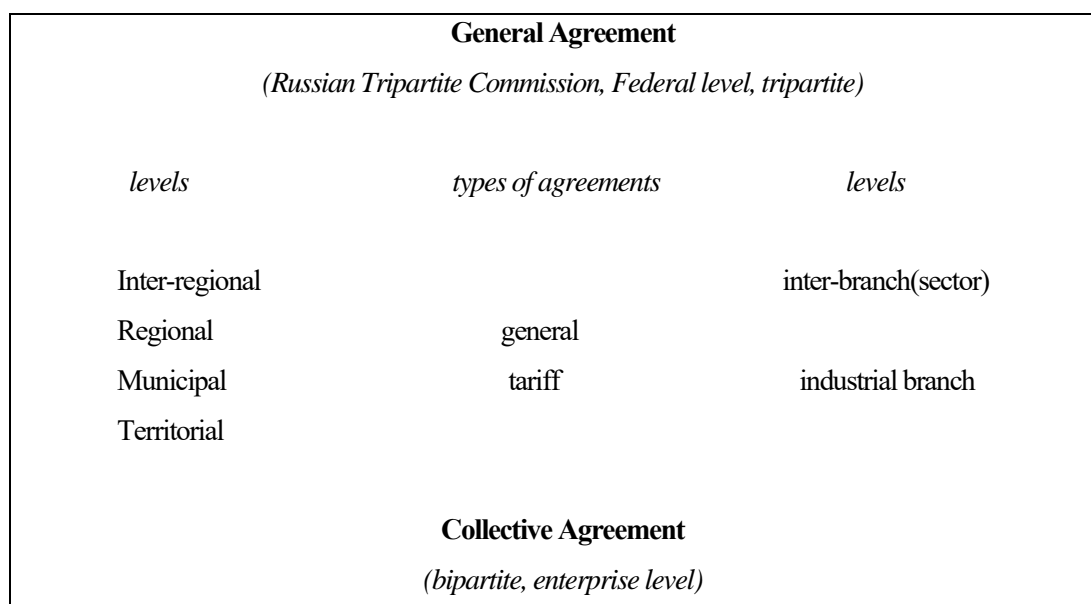 General Agreement
(Russian Tripartite Commission, Federal level, tripartite)
levels types of agreements levels
Inter-regional inter-branch(sector)
Regional general
Municipal tariff industrial branch
Territorial
Collective Agreement
(bipartite, enterprise level)